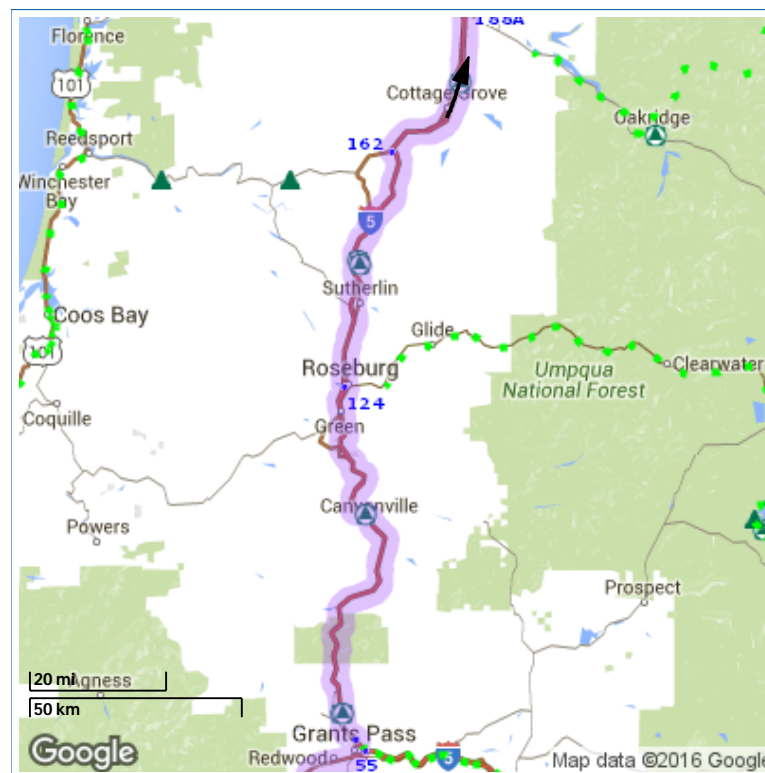 188A
Florence
101
Cottage Grove
Oakridge
Reedsport
162
Winchester
Bay
5
Sutherlin
Coos Bay
Glide
101
Roseburg
Clearwater
Umpqua
National Forest
124
Coquille
Green
Canyonville
Powers
Prospect
20 mi
Agness
50 km
Grants Pass
Google
Redwood
55
5
Map data ©2016 Google